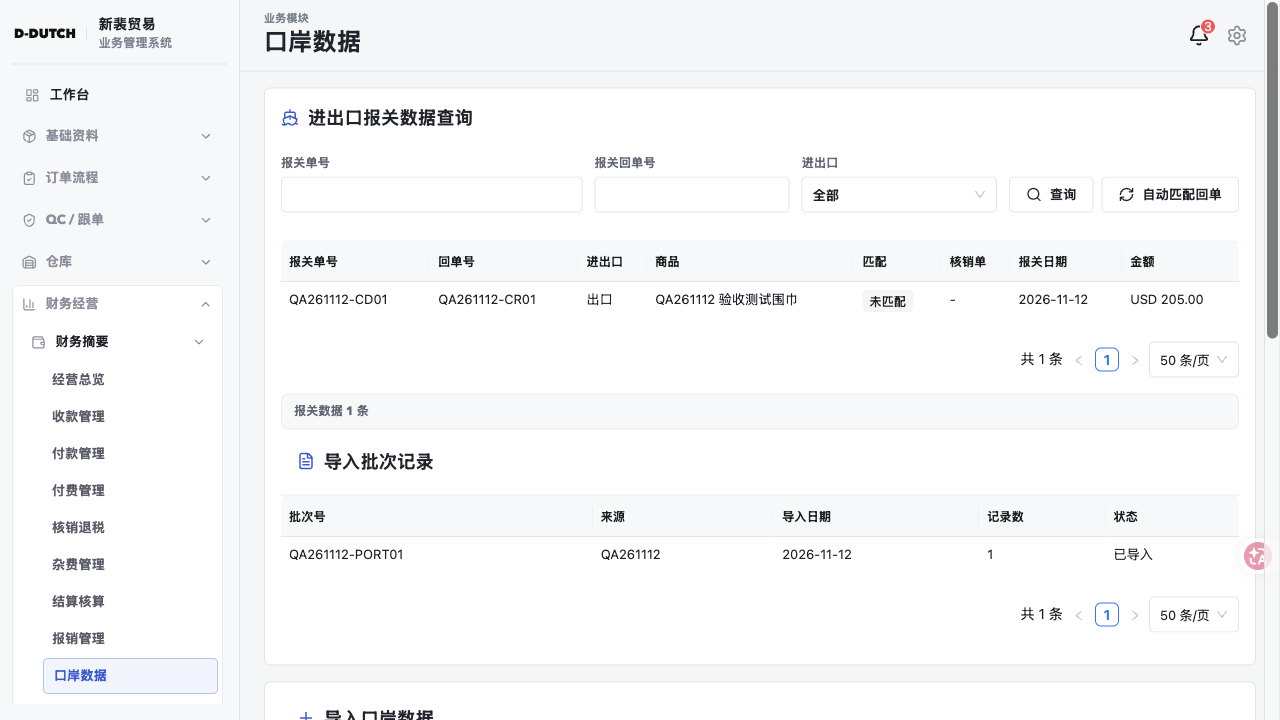 D-DUTCH
新裴贸易
业务管理系统
工作台
基础资料
订单流程
QC / 跟单
仓库
财务经营
财务摘要
经营总览
收款管理
付款管理
付费管理
核销退税
杂费管理
结算核算
报销管理
口岸数据
业务模块
口岸数据
3
进出口报关数据查询
报关单号 报关回单号 进出口
全部 查询 自动匹配回单
报关单号 回单号 进出口 商品 匹配 核销单 报关日期 金额
QA261112-CD01 QA261112-CR01 出口 QA261112 验收测试围巾 未匹配 - 2026-11-12 USD 205.00
共 1 条 < 1 > 50 条/页
报关数据 1 条
导入批次记录
批次号 来源 导入日期 记录数 状态
QA261112-PORT01 QA261112 2026-11-12 1 已导入
共 1 条 < 1 > 50 条/页
导入口岸数据